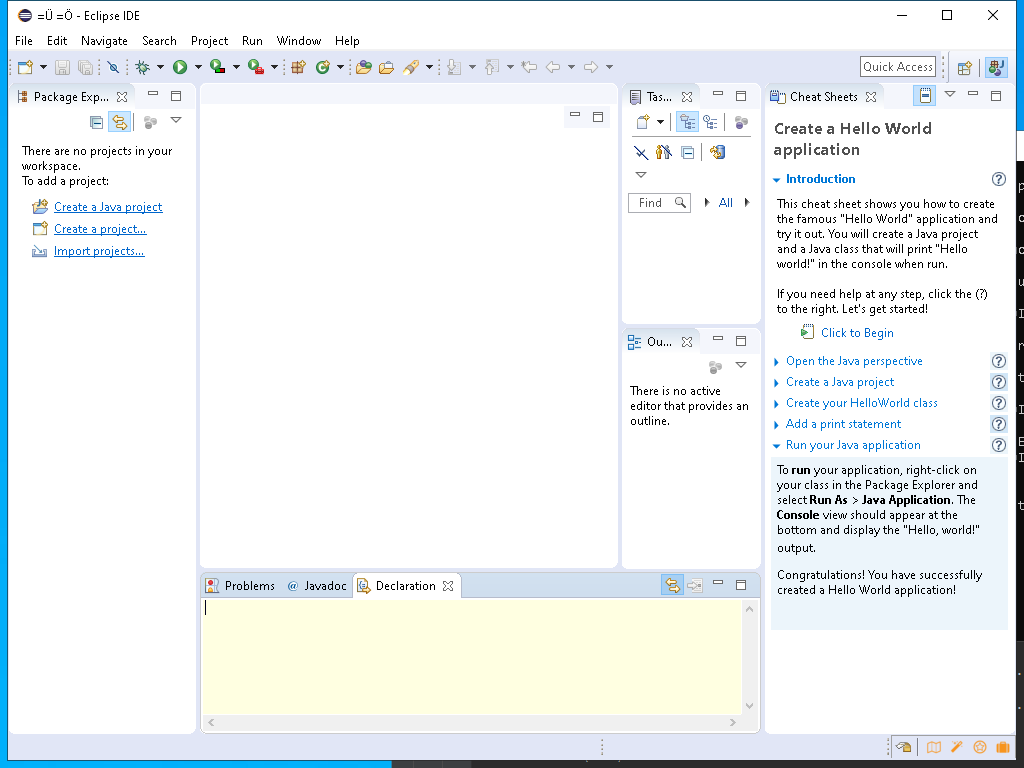 =Ü =Ö - Eclipse IDE
File Edit Navigate Search Project Run Window Help
Quick Access
Package Exp...
There are no projects in your
workspace.
To add a project:
Create a Java project
Create a project...
Import projects...
Tas...
Find
All
Ou...
There is no active
editor that provides an
outline.
Problems
@ Javadoc
Declaration
Cheat Sheets
Create a Hello World
application
Introduction
This cheat sheet shows you how to create
the famous "Hello World" application and
try it out. You will create a Java project
and a Java class that will print "Hello
world!" in the console when run.
If you need help at any step, click the (?)
to the right. Let's get started!
Click to Begin
Open the Java perspective
Create a Java project
Create your HelloWorld class
Add a print statement
Run your Java application
To run your application, right-click on
your class in the Package Explorer and
select Run As > Java Application. The
Console view should appear at the
bottom and display the "Hello, world!"
output.
Congratulations! You have successfully
created a Hello World application!